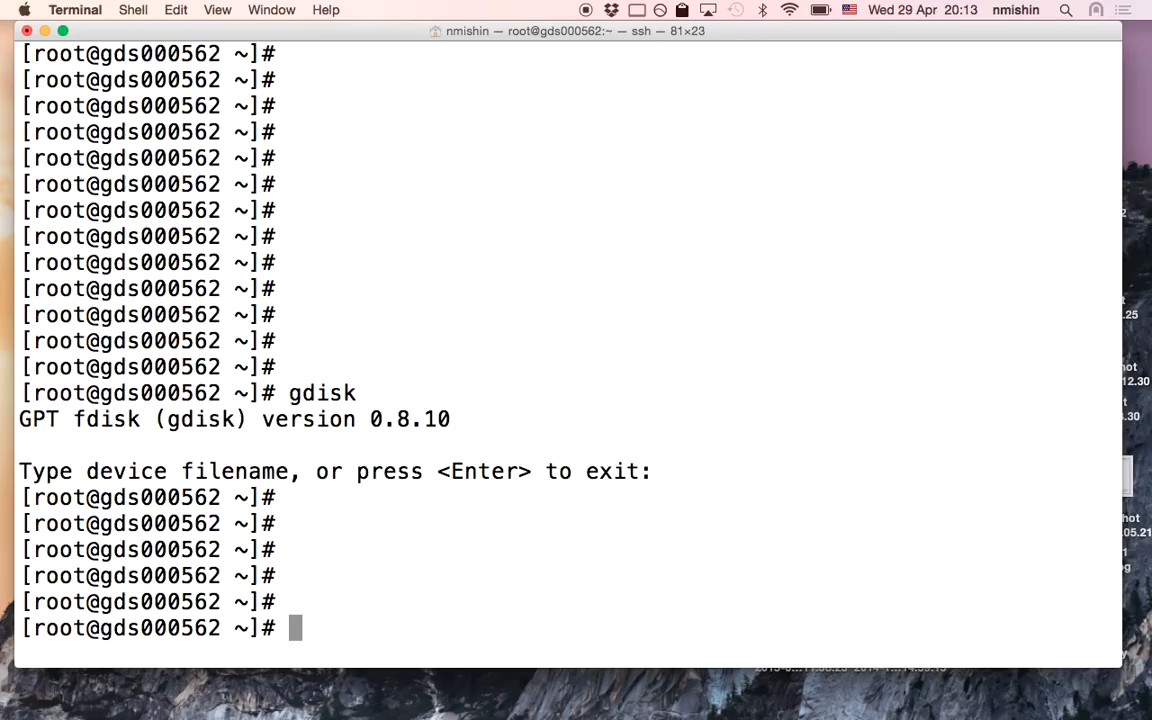 Terminal Shell Edit View Window Help Wed 29 Apr 20:13 nmishin
nmishin — root@gds000562:~ — ssh — 81×23
[root@gds000562 ~]#
[root@gds000562 ~]#
[root@gds000562 ~]#
[root@gds000562 ~]#
[root@gds000562 ~]#
[root@gds000562 ~]#
[root@gds000562 ~]#
[root@gds000562 ~]#
[root@gds000562 ~]#
[root@gds000562 ~]#
[root@gds000562 ~]#
[root@gds000562 ~]#
[root@gds000562 ~]#
[root@gds000562 ~]# gdisk
GPT fdisk (gdisk) version 0.8.10
Type device filename, or press <Enter> to exit:
[root@gds000562 ~]#
[root@gds000562 ~]#
[root@gds000562 ~]#
[root@gds000562 ~]#
[root@gds000562 ~]#
[root@gds000562 ~]#